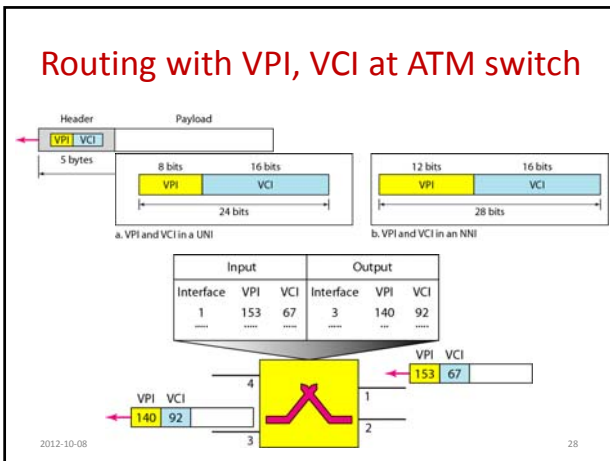 Routing with VPI, VCI at ATM switch
Header Payload
VPI VCI
5 bytes
8 bits 16 bits
VPI VCI
24 bits
a. VPI and VCI in a UNI
12 bits 16 bits
VPI VCI
28 bits
b. VPI and VCI in an NNI
Input Output
Interface VPI VCI Interface VPI VCI
1 153 67 3 140 92
..... ..... ..... ..... ... .....
VPI VCI
153 67
4
1
VPI VCI
140 92
2
3
2012-10-08
28